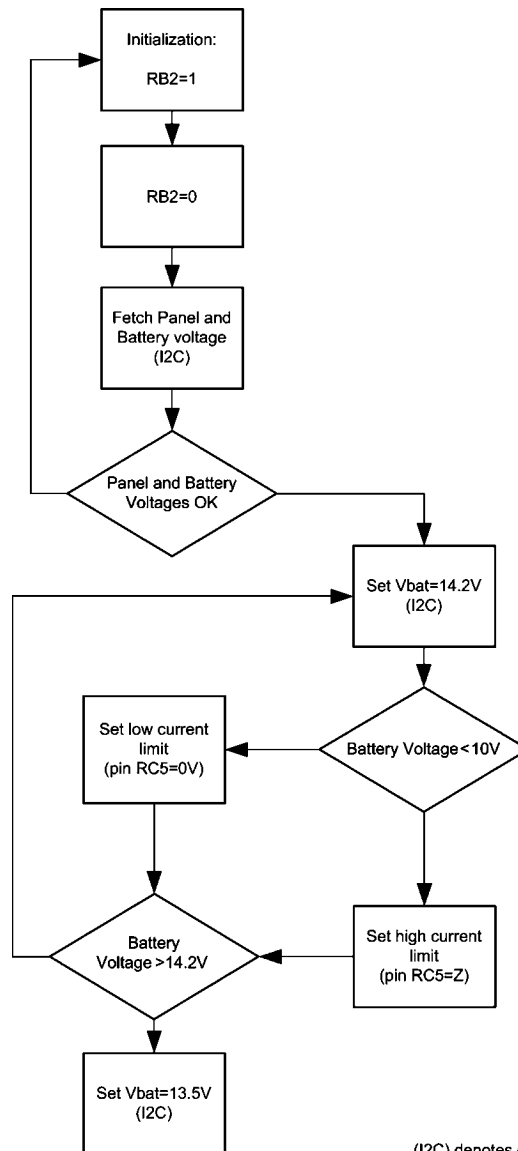 Initialization:
RB2=1
RB2=0
Fetch Panel and
Battery voltage
(I2C)
Panel and Battery
Voltages OK
Set Vbat=14.2V
(I2C)
Set low current
limit
(pin RC5=0V)
Battery Voltage<10V
Battery
Voltage>14.2V
Set high current
limit
(pin RC5=Z)
Set Vbat=13.5V
(I2C)
(I2C) denotes